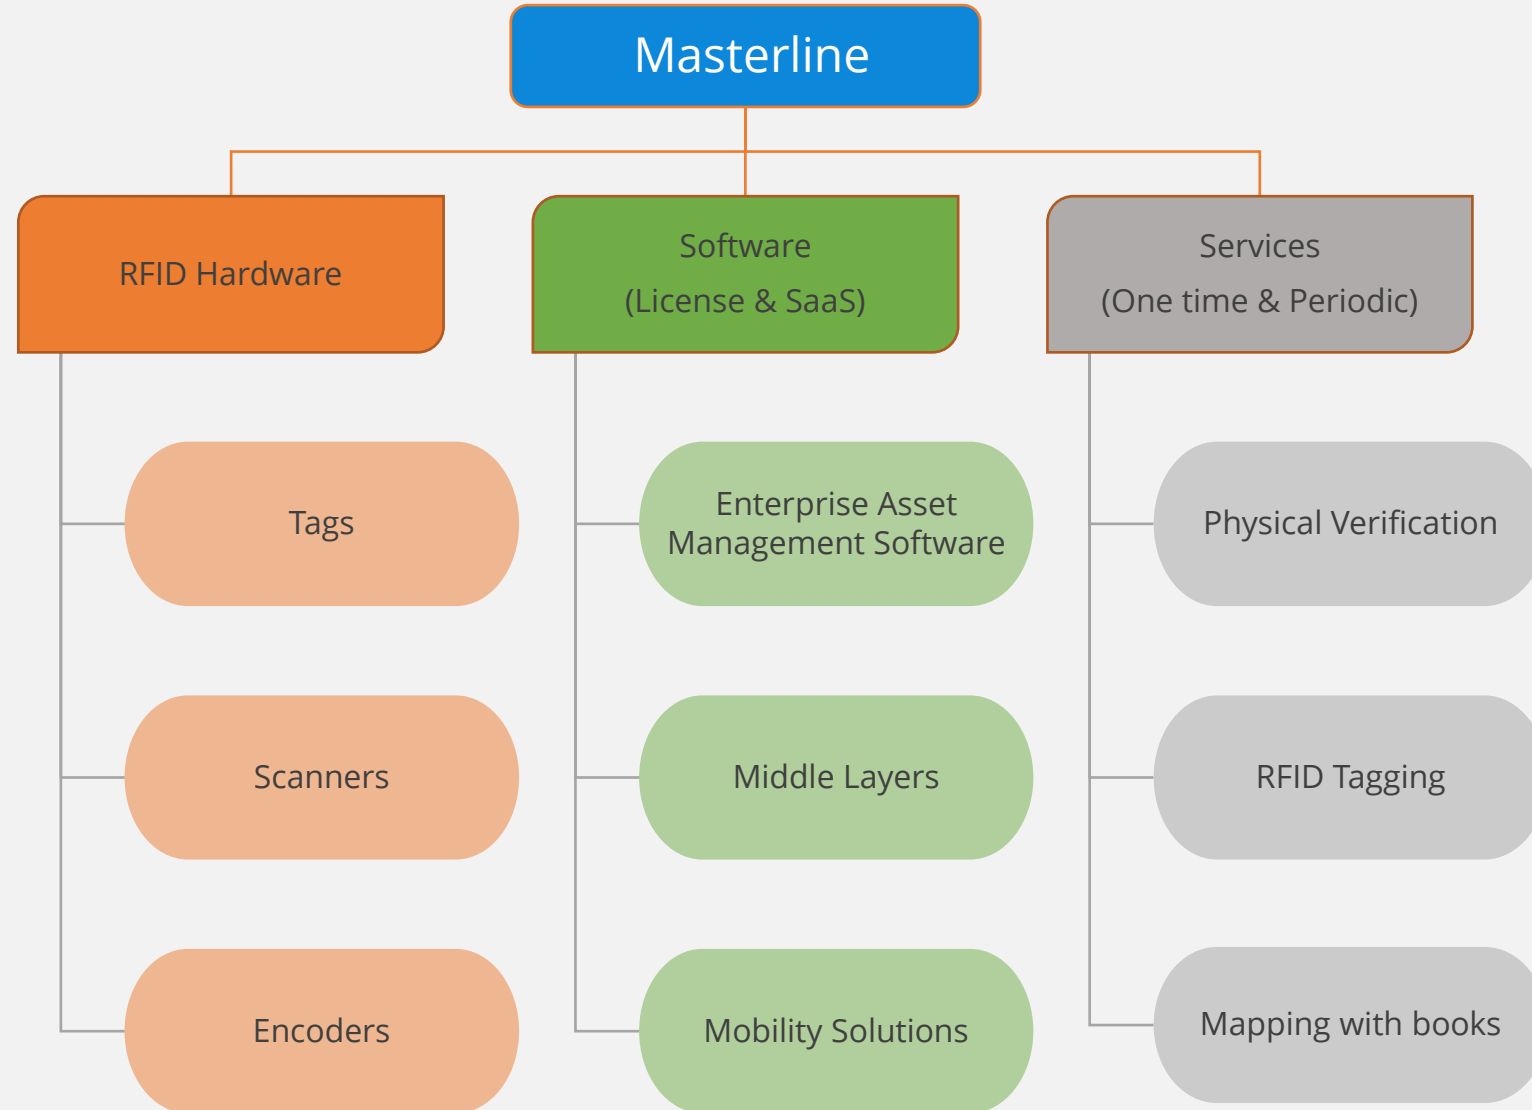 Masterline
RFID Hardware
Software
(License & SaaS)
Services
(One time & Periodic)
Tags
Enterprise Asset
Management Software
Physical Verification
Scanners
Middle Layers
RFID Tagging
Encoders
Mobility Solutions
Mapping with books